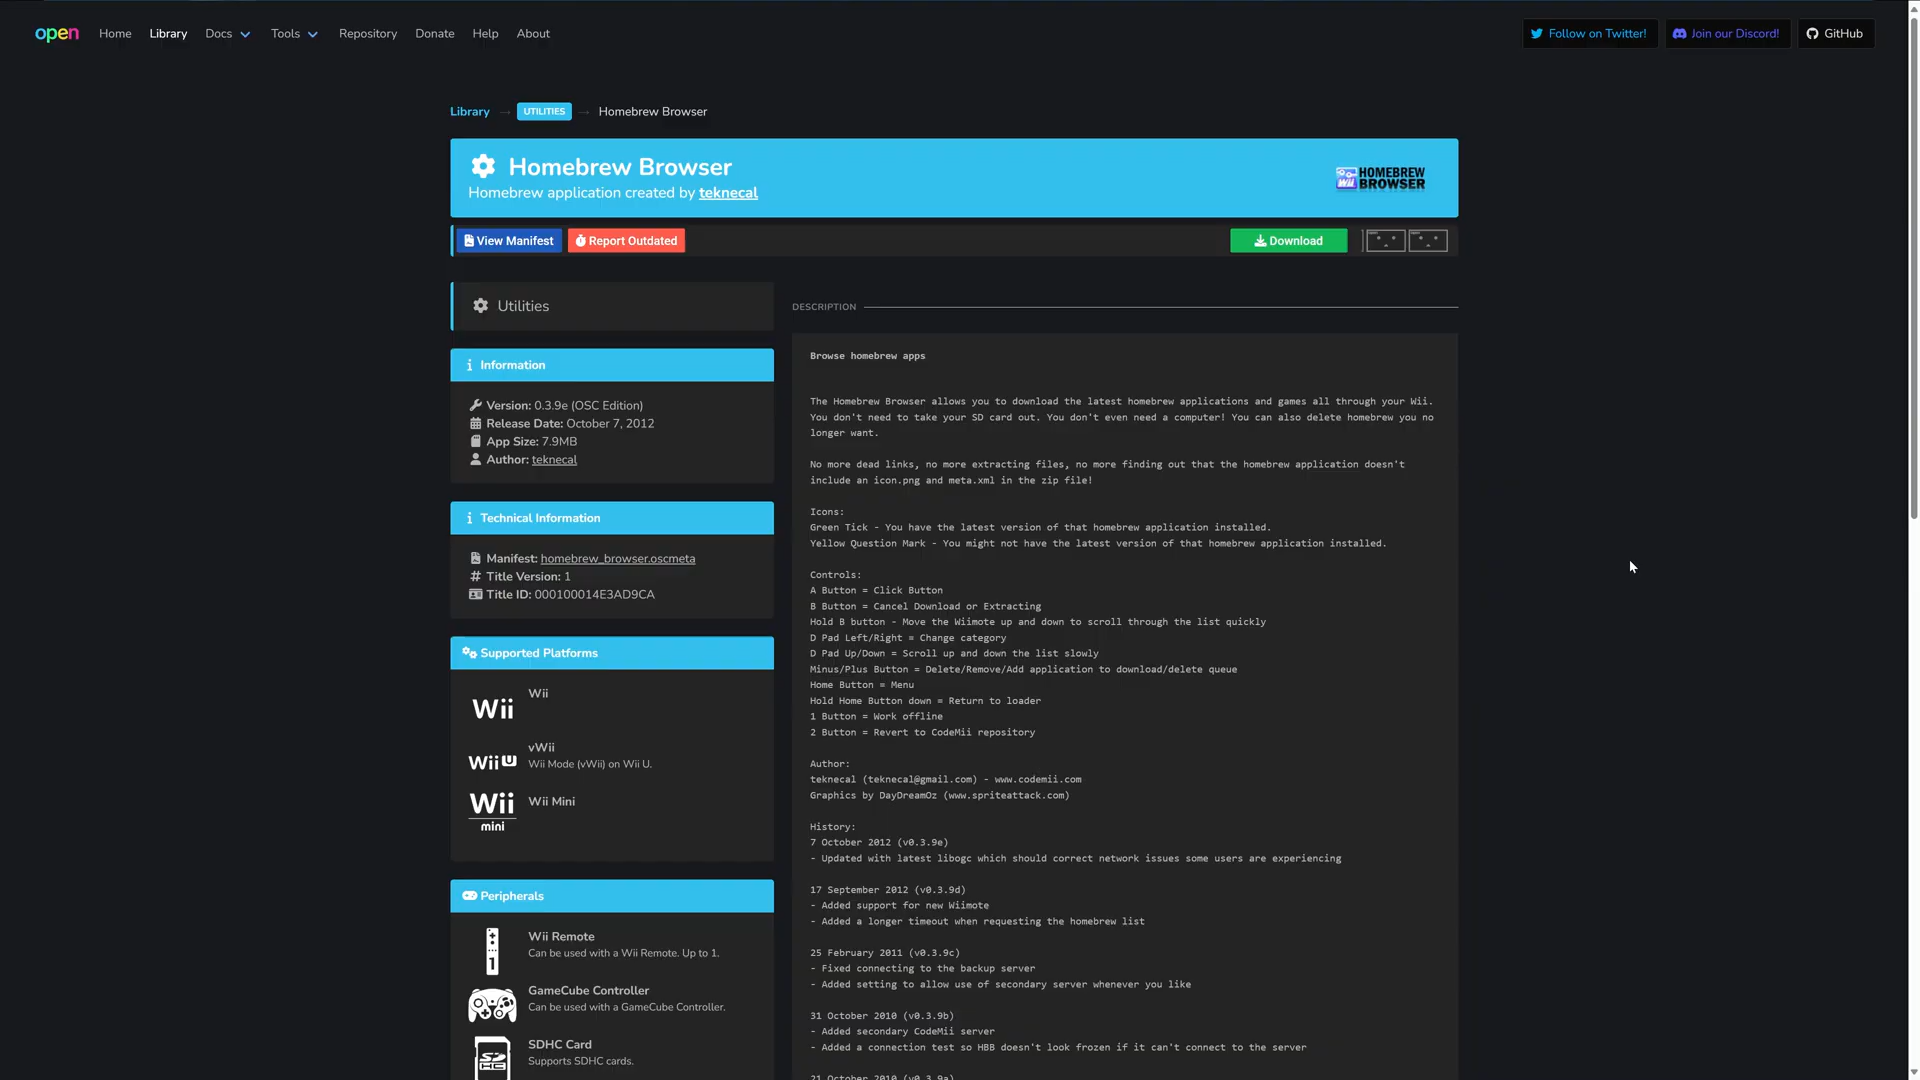 open Home Library Docs Tools Repository Donate Help About Follow on Twitter! Join our Discord! GitHub
Library → UTILITIES → Homebrew Browser
Homebrew Browser
Homebrew application created by teknecal
Wii HOMEBREW BROWSER
View Manifest Report Outdated Download
Utilities
Information
Version: 0.3.9e (OSC Edition)
Release Date: October 7, 2012
App Size: 7.9MB
Author: teknecal
Technical Information
Manifest: homebrew_browser.oscmeta
Title Version: 1
Title ID: 000100014E3AD9CA
Supported Platforms
Wii Wii
Wii U vWii
Wii Mode (vWii) on Wii U.
Wii mini Wii Mini
Peripherals
1 Wii Remote
Can be used with a Wii Remote. Up to 1.
GameCube Controller
Can be used with a GameCube Controller.
SDHC Card
Supports SDHC cards.
DESCRIPTION
Browse homebrew apps
The Homebrew Browser allows you to download the latest homebrew applications and games all through your Wii.
You don't need to take your SD card out. You don't even need a computer! You can also delete homebrew you no
longer want.
No more dead links, no more extracting files, no more finding out that the homebrew application doesn't
include an icon.png and meta.xml in the zip file!
Icons:
Green Tick - You have the latest version of that homebrew application installed.
Yellow Question Mark - You might not have the latest version of that homebrew application installed.
Controls:
A Button = Click Button
B Button = Cancel Download or Extracting
Hold B button - Move the Wiimote up and down to scroll through the list quickly
D Pad Left/Right = Change category
D Pad Up/Down = Scroll up and down the list slowly
Minus/Plus Button = Delete/Remove/Add application to download/delete queue
Home Button = Menu
Hold Home Button down = Return to loader
1 Button = Work offline
2 Button = Revert to CodeMii repository
Author:
teknecal (teknecal@gmail.com) - www.codemii.com
Graphics by DayDreamOz (www.spriteattack.com)
History:
7 October 2012 (v0.3.9e)
- Updated with latest libogc which should correct network issues some users are experiencing
17 September 2012 (v0.3.9d)
- Added support for new Wiimote
- Added a longer timeout when requesting the homebrew list
25 February 2011 (v0.3.9c)
- Fixed connecting to the backup server
- Added setting to allow use of secondary server whenever you like
31 October 2010 (v0.3.9b)
- Added secondary CodeMii server
- Added a connection test so HBB doesn't look frozen if it can't connect to the server
21 October 2010 (v0.3.9a)